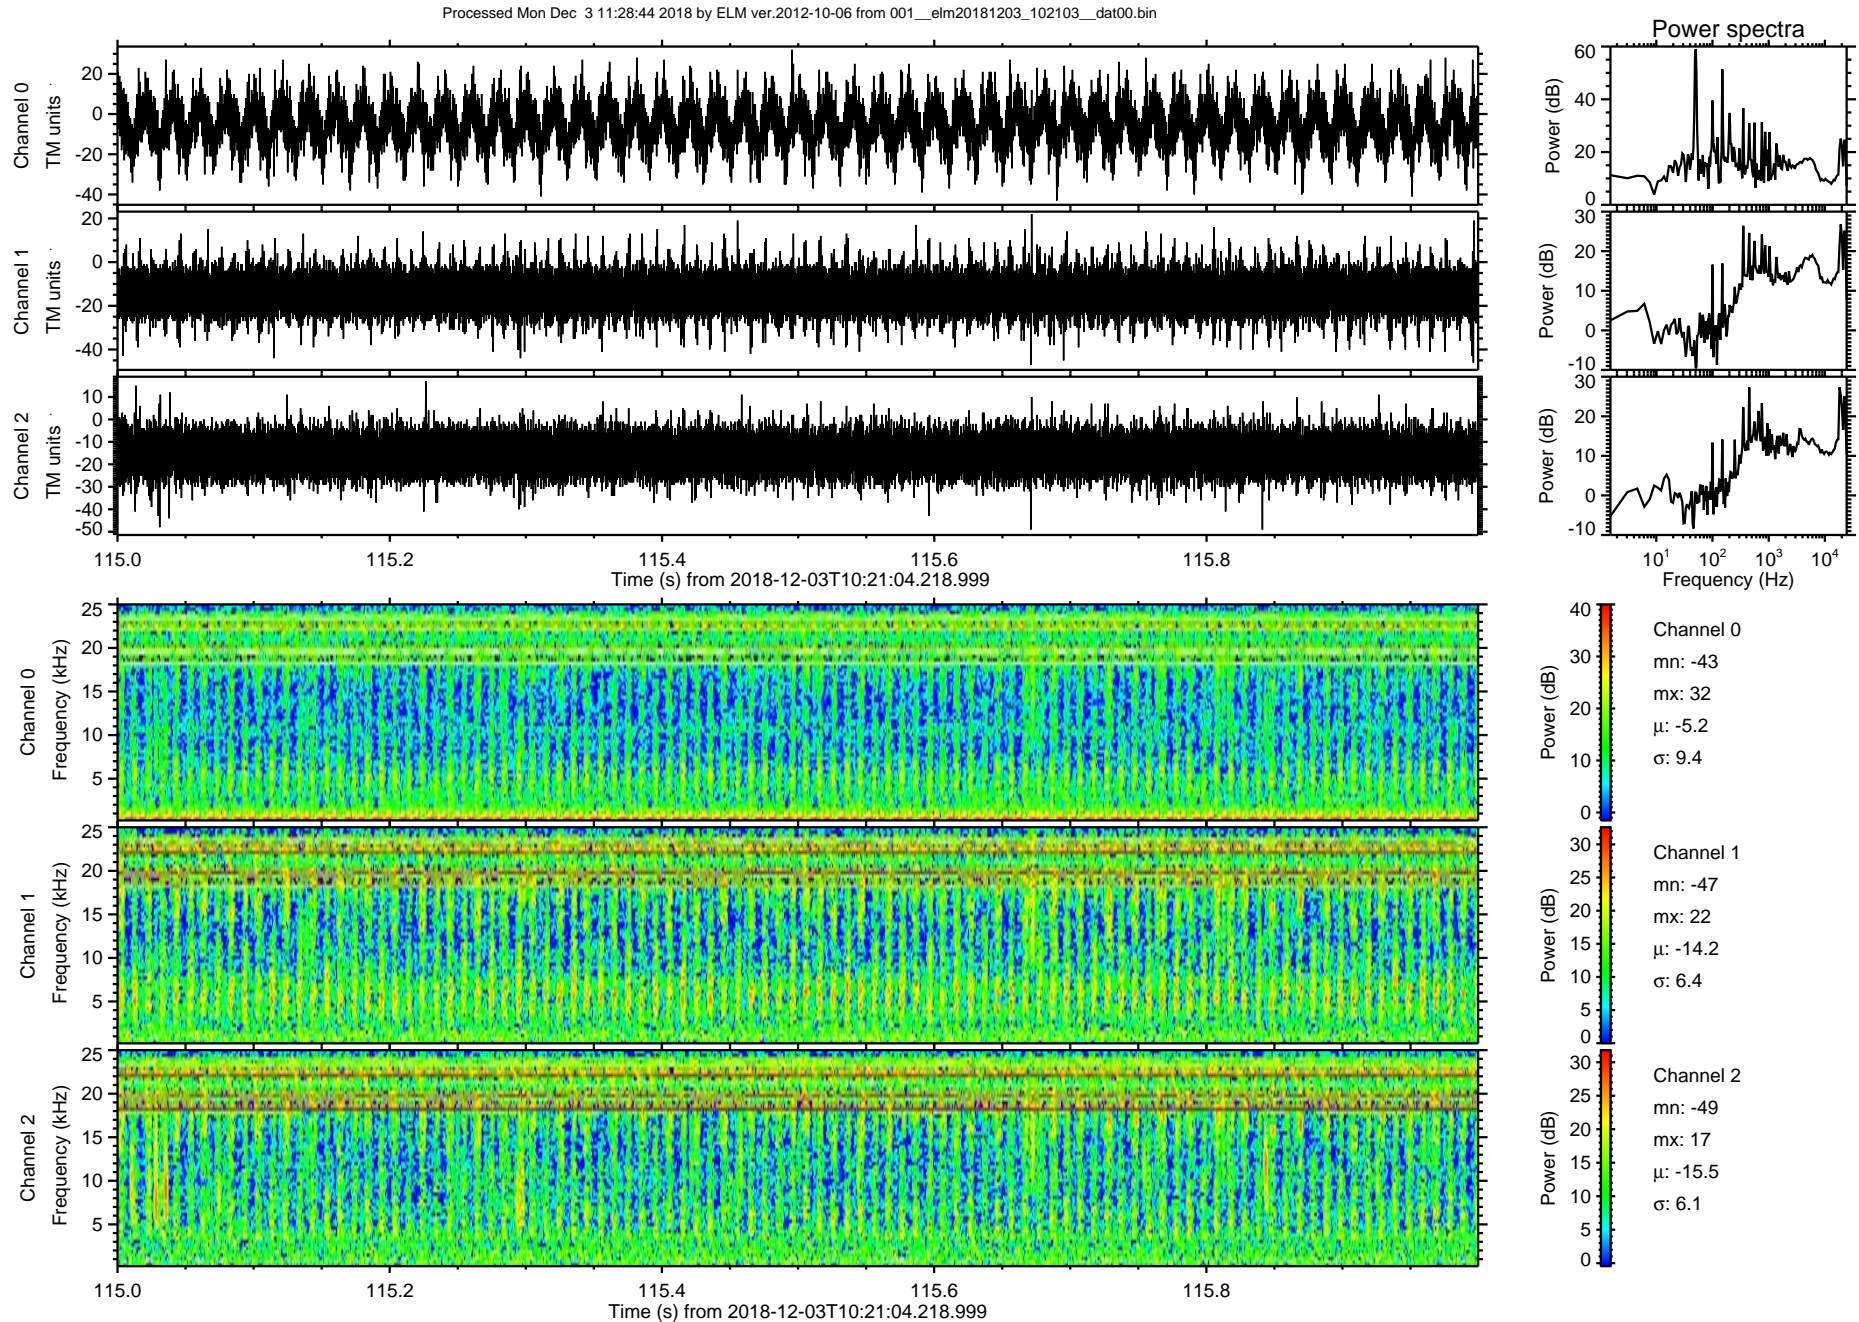 Processed Mon Dec  3 11:28:44 2018 by ELM ver.2012-10-06 from 001__elm20181203_102103__dat00.bin
Power spectra
Channel 0
TM units
20
0
-20
-40
Power (dB)
60
40
20
0
Channel 1
TM units
20
0
-20
-40
Power (dB)
30
20
10
0
-10
Channel 2
TM units
10
0
-10
-20
-30
-40
-50
Power (dB)
30
20
10
0
-10
115.0 115.2 115.4 115.6 115.8
Time (s) from 2018-12-03T10:21:04.218.999
10^1 10^2 10^3 10^4
Frequency (Hz)
Channel 0
Frequency (kHz)
25
20
15
10
5
Power (dB)
40
30
20
10
0
Channel 0
mn: -43
mx: 32
μ: -5.2
σ: 9.4
Channel 1
Frequency (kHz)
25
20
15
10
5
Power (dB)
30
25
20
15
10
5
0
Channel 1
mn: -47
mx: 22
μ: -14.2
σ: 6.4
Channel 2
Frequency (kHz)
25
20
15
10
5
Power (dB)
30
25
20
15
10
5
0
Channel 2
mn: -49
mx: 17
μ: -15.5
σ: 6.1
115.0 115.2 115.4 115.6 115.8
Time (s) from 2018-12-03T10:21:04.218.999